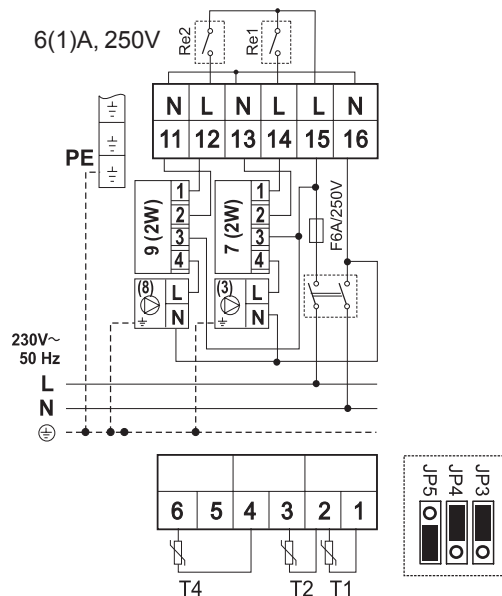 6(1)A, 250V
Re2
Re1
N L N L L N
11 12 13 14 15 16
PE
9 (2W)
1
2
3
4
7 (2W)
1
2
3
4
F6A/250V
(8)
L
N
(3)
L
N
230V~
50 Hz
L
N
6 5 4 3 2 1
T4
T2
T1
JP5
JP4
JP3